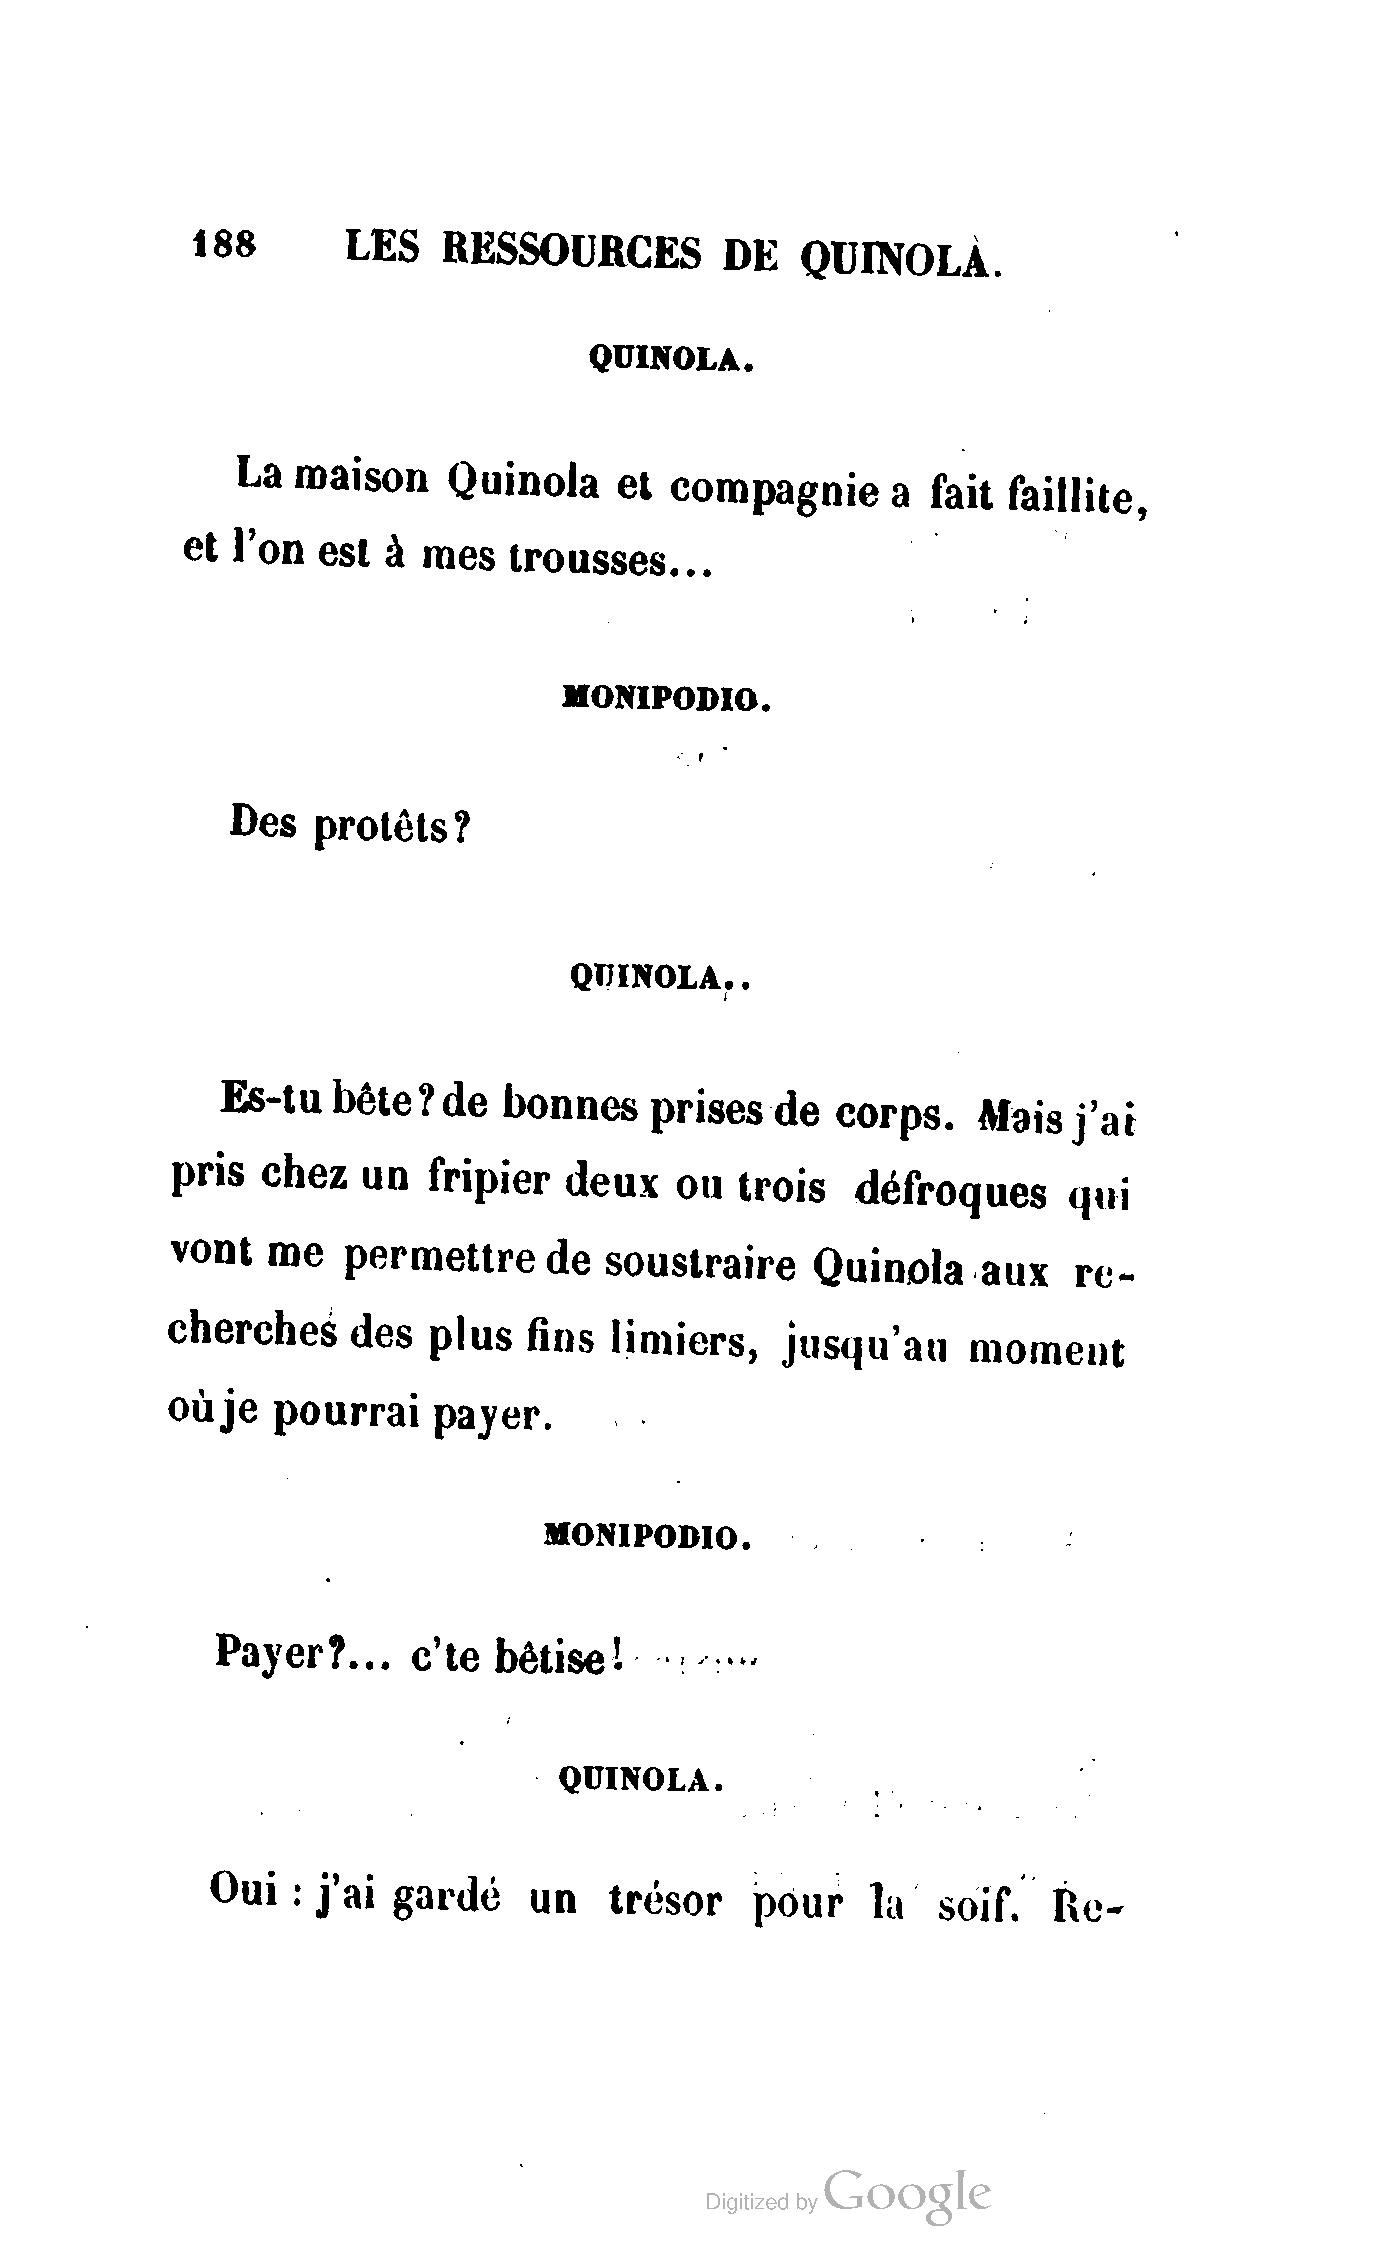 188 LES RESSOURCES DE QUINOLA.
QUINOLA.
La maison Quinola et compagnie a fait faillite,
et l'on est à mes trousses...
MONIPODIO.
Des protêts?
QUINOLA..
Es-tu bête? de bonnes prises de corps. Mais j'ai
pris chez un fripier deux ou trois défroques qui
vont me permettre de soustraire Quinola aux re-
cherches des plus fins limiers, jusqu'au moment
où je pourrai payer.
MONIPODIO.
Payer?... c'te bêtise!
QUINOLA.
Oui : j'ai gardé un trésor pour la soif. Re-
Digitized by Google